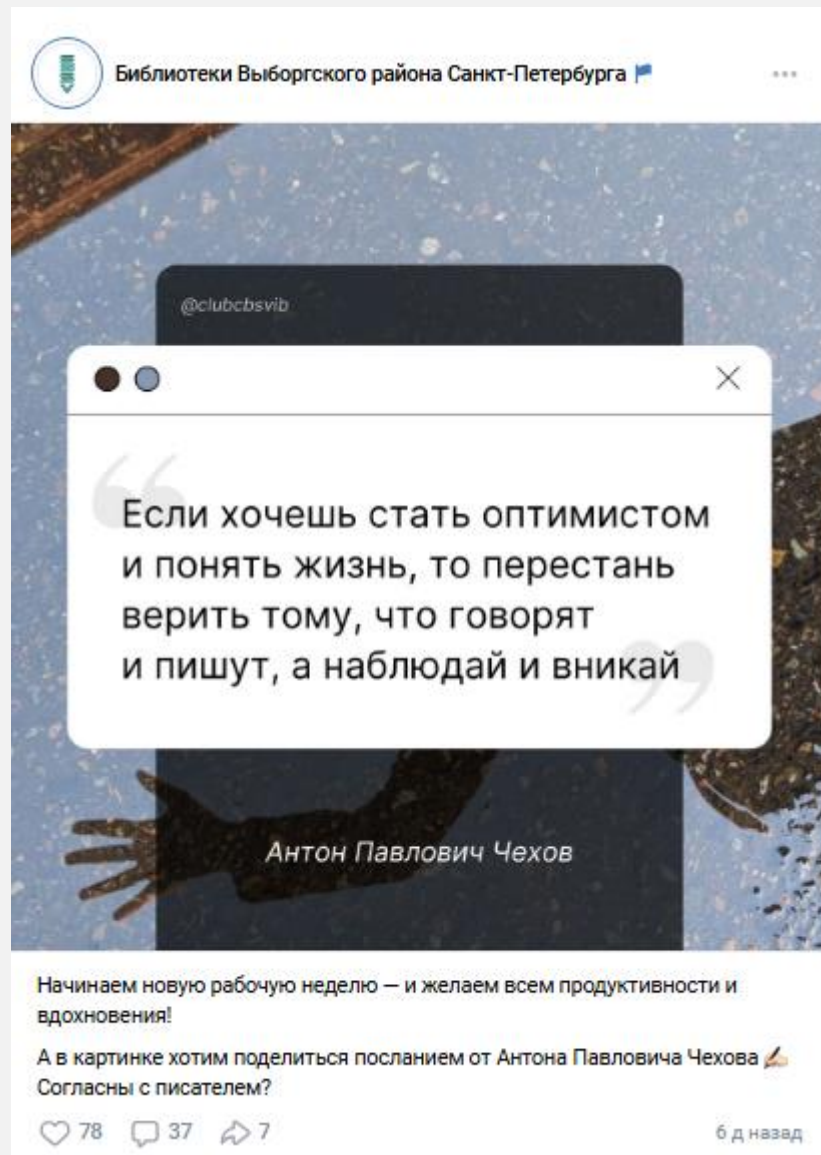 Библиотеки Выборгского района Санкт-Петербурга
@clubcbsvib
Если хочешь стать оптимистом
и понять жизнь, то перестань
верить тому, что говорят
и пишут, а наблюдай и вникай
Антон Павлович Чехов
Начинаем новую рабочую неделю — и желаем всем продуктивности и
вдохновения!
А в картинке хотим поделиться посланием от Антона Павловича Чехова ✍🏻
Согласны с писателем?
78 37 7 6 д назад